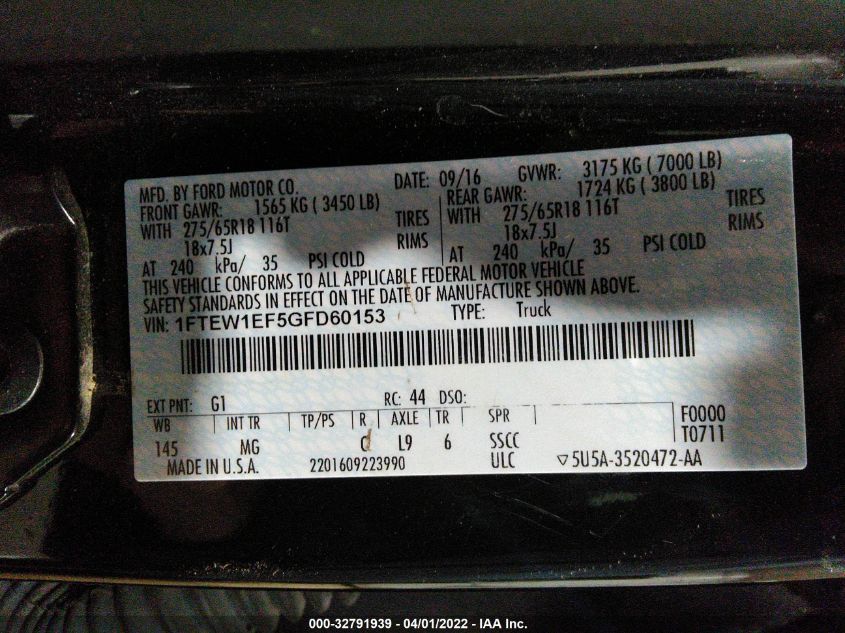 MFD. BY FORD MOTOR CO. DATE: 09/16 GVWR: 3175 KG ( 7000 LB)
FRONT GAWR: 1565 KG ( 3450 LB) REAR GAWR: 1724 KG ( 3800 LB)
WITH 275/65R18 116T TIRES WITH 275/65R18 116T TIRES
18x7.5J RIMS 18x7.5J RIMS
AT 240 kPa/ 35 PSI COLD AT 240 kPa/ 35 PSI COLD
THIS VEHICLE CONFORMS TO ALL APPLICABLE FEDERAL MOTOR VEHICLE
SAFETY STANDARDS IN EFFECT ON THE DATE OF MANUFACTURE SHOWN ABOVE.
VIN: 1FTEW1EF5GFD60153 TYPE: Truck
EXT PNT: G1 RC: 44 DSO:
WB INT TR TP/PS R AXLE TR SPR F0000
145 MG C L9 6 SSCC T0711
MADE IN U.S.A. 2201609223990 ULC ▽5U5A-3520472-AA
000-32791939 - 04/01/2022 - IAA Inc.